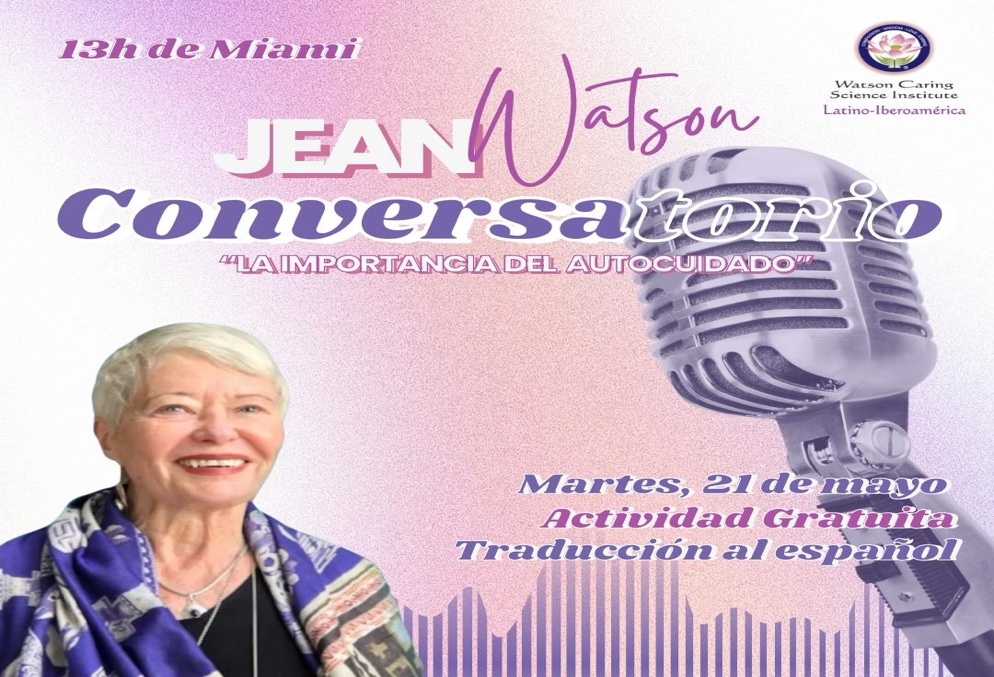 13h de Miami
Watson Caring
Science Institute
Latino-Iberoamérica
JEAN Watson
Conversatorio
“LA IMPORTANCIA DEL AUTOCUIDADO”
Martes, 21 de mayo
Actividad Gratuita
Traducción al español